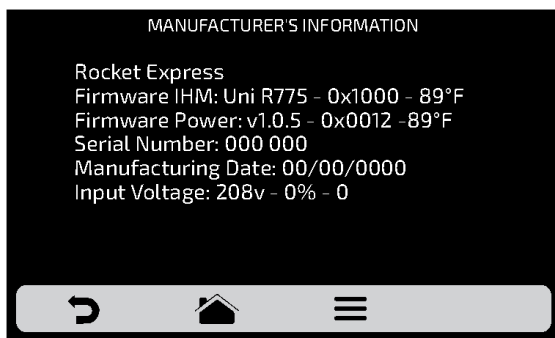 MANUFACTURER'S INFORMATION
Rocket Express
Firmware IHM: Uni R775 - 0x1000 - 89°F
Firmware Power: v1.0.5 - 0x0012 -89°F
Serial Number: 000 000
Manufacturing Date: 00/00/0000
Input Voltage: 208v - 0% - 0